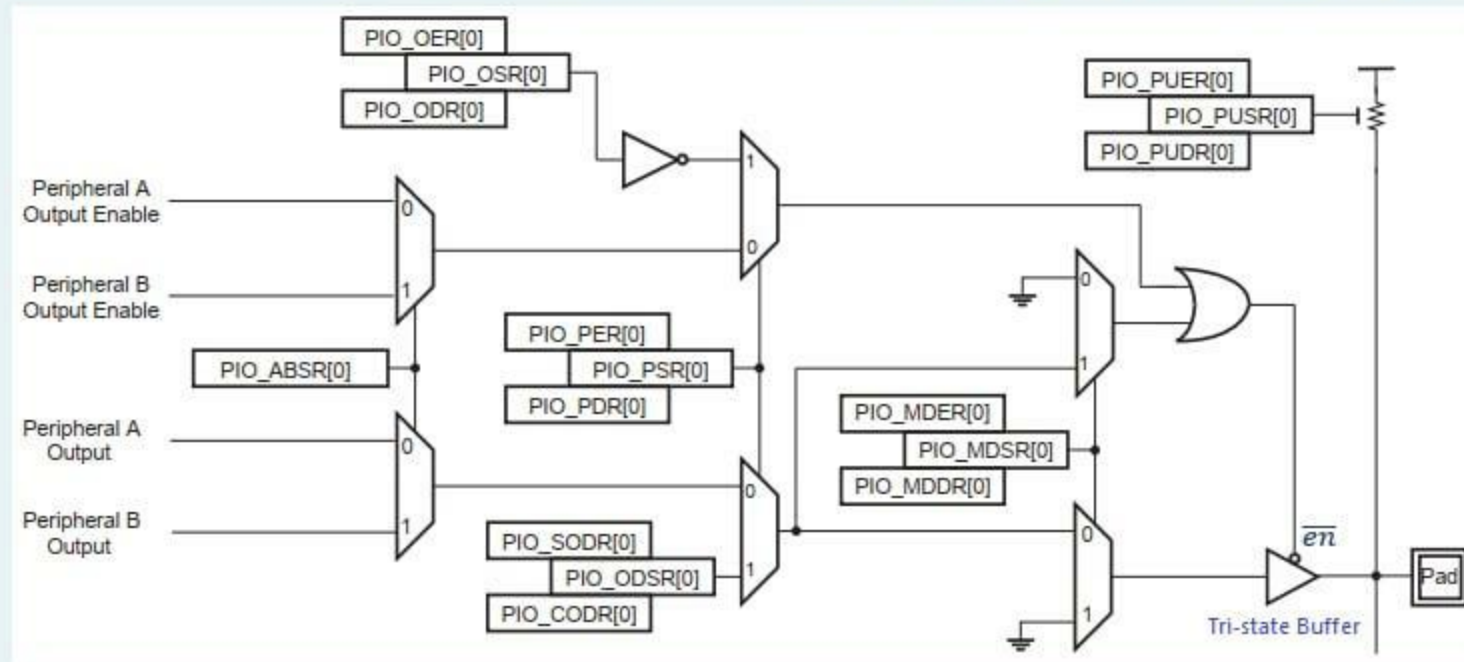 PIO_OER[0]
PIO_OSR[0]
PIO_ODR[0]
PIO_PUER[0]
PIO_PUSR[0]
PIO_PUDR[0]
1
Peripheral A
Output Enable
0
0
0
Peripheral B
Output Enable
1
PIO_PER[0]
PIO_PSR[0]
PIO_PDR[0]
PIO_ABSR[0]
1
PIO_MDER[0]
PIO_MDSR[0]
PIO_MDDR[0]
Peripheral A
Output
0
0
Peripheral B
Output
1
PIO_SODR[0]
PIO_ODSR[0]
PIO_CODR[0]
1
0
1
e̅n̅
Pad
Tri-state Buffer